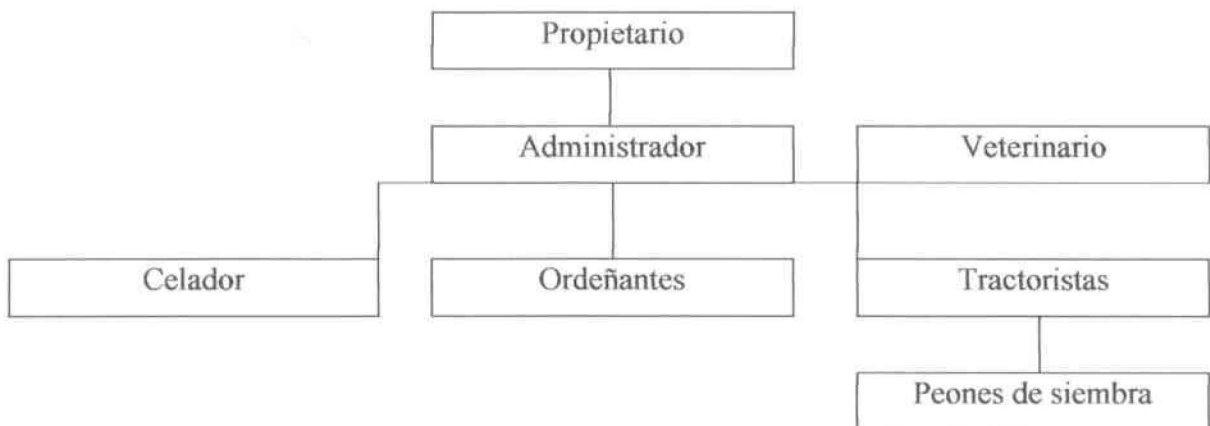 Propietario
Administrador
Veterinario
Celador
Ordeñantes
Tractoristas
Peones de siembra